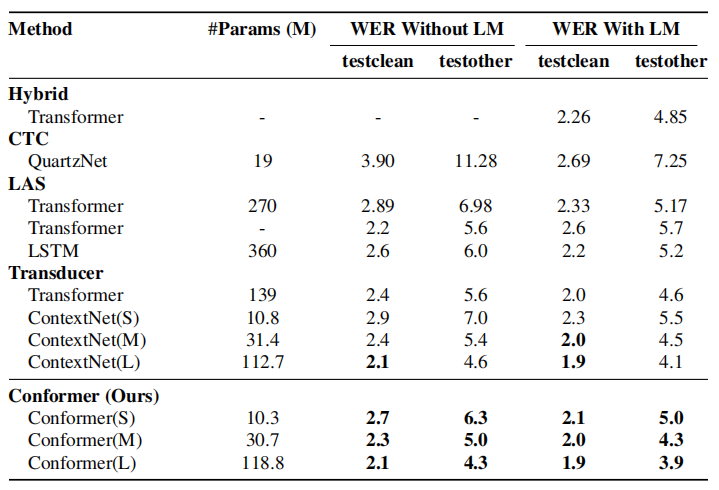 Method #Params (M) WER Without LM WER With LM
testclean testother testclean testother
Hybrid
Transformer - - - 2.26 4.85
CTC
QuartzNet 19 3.90 11.28 2.69 7.25
LAS
Transformer 270 2.89 6.98 2.33 5.17
Transformer - 2.2 5.6 2.6 5.7
LSTM 360 2.6 6.0 2.2 5.2
Transducer
Transformer 139 2.4 5.6 2.0 4.6
ContextNet(S) 10.8 2.9 7.0 2.3 5.5
ContextNet(M) 31.4 2.4 5.4 2.0 4.5
ContextNet(L) 112.7 2.1 4.6 1.9 4.1
Conformer (Ours)
Conformer(S) 10.3 2.7 6.3 2.1 5.0
Conformer(M) 30.7 2.3 5.0 2.0 4.3
Conformer(L) 118.8 2.1 4.3 1.9 3.9